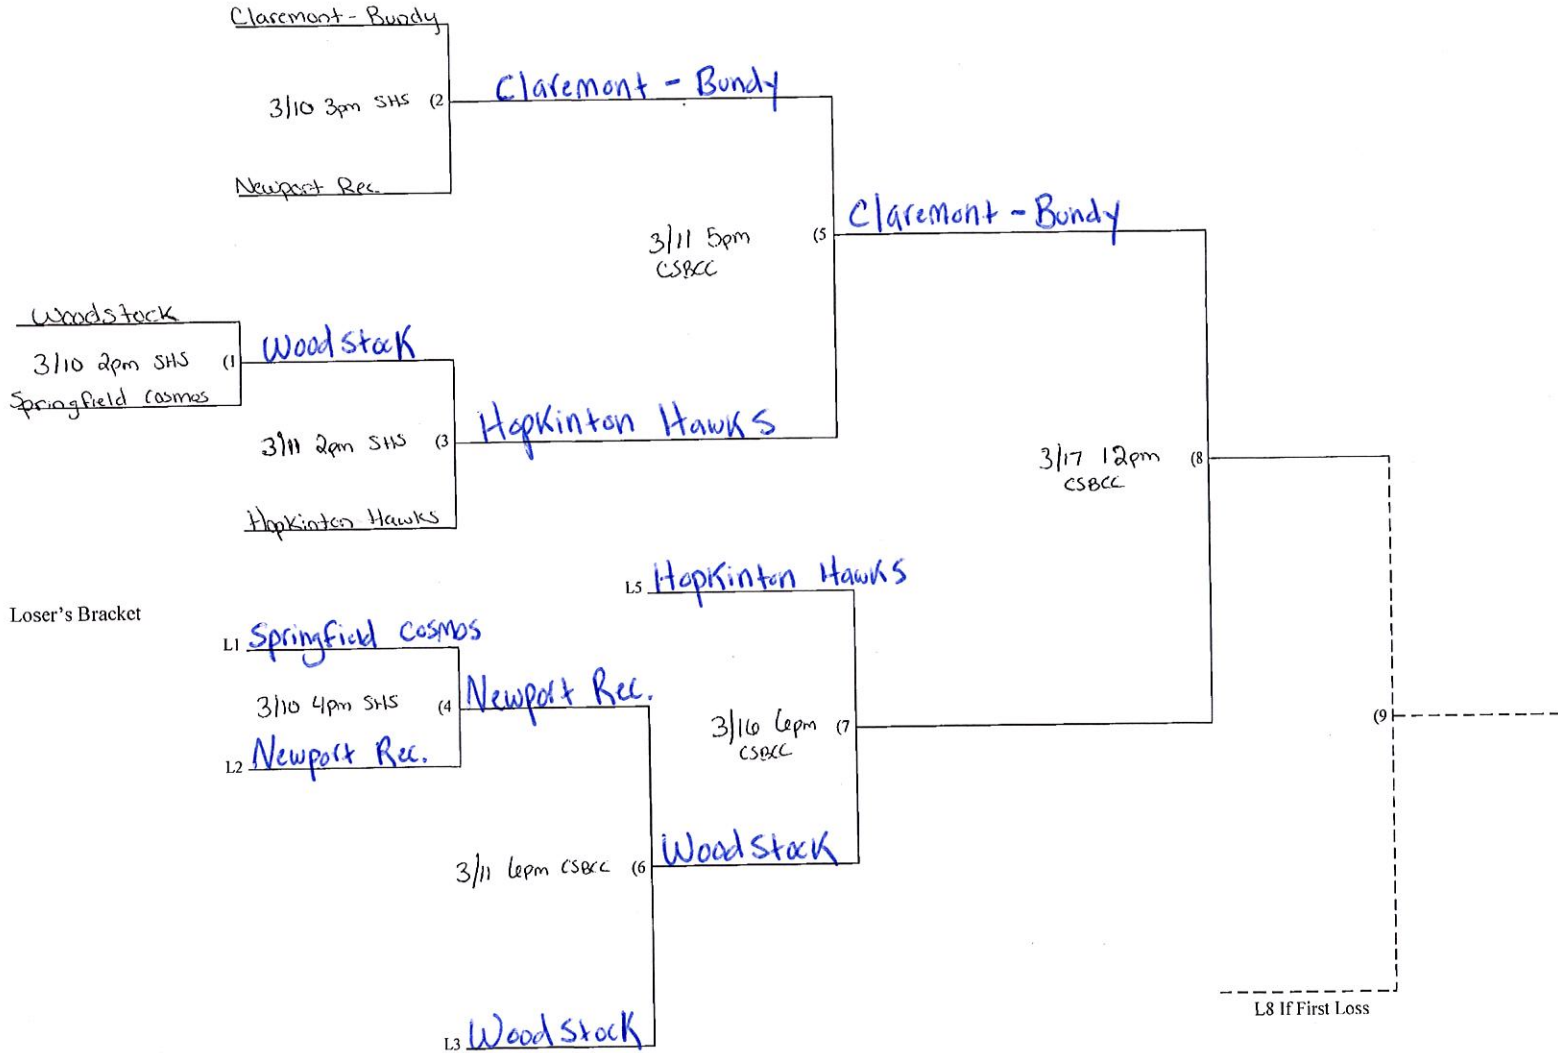 Claremont - Bundy
3/10 3pm SHS (2
Claremont - Bundy
Newport Rec.
3/11 5pm (5
CSBCC
Claremont - Bundy
Woodstock
3/10 2pm SHS (1
Woodstock
Springfield Cosmos
3/11 2pm SHS (3
Hopkinton Hawks
Hopkinton Hawks
3/17 12pm (8
CSBCC
Loser's Bracket
L5 Hopkinton Hawks
L1 Springfield Cosmos
3/10 4pm SHS (4
Newport Rec.
L2 Newport Rec.
3/16 6pm (7
CSBCC
(9
3/11 6pm CSBCC (6
Woodstock
L3 Woodstock
L8 If First Loss